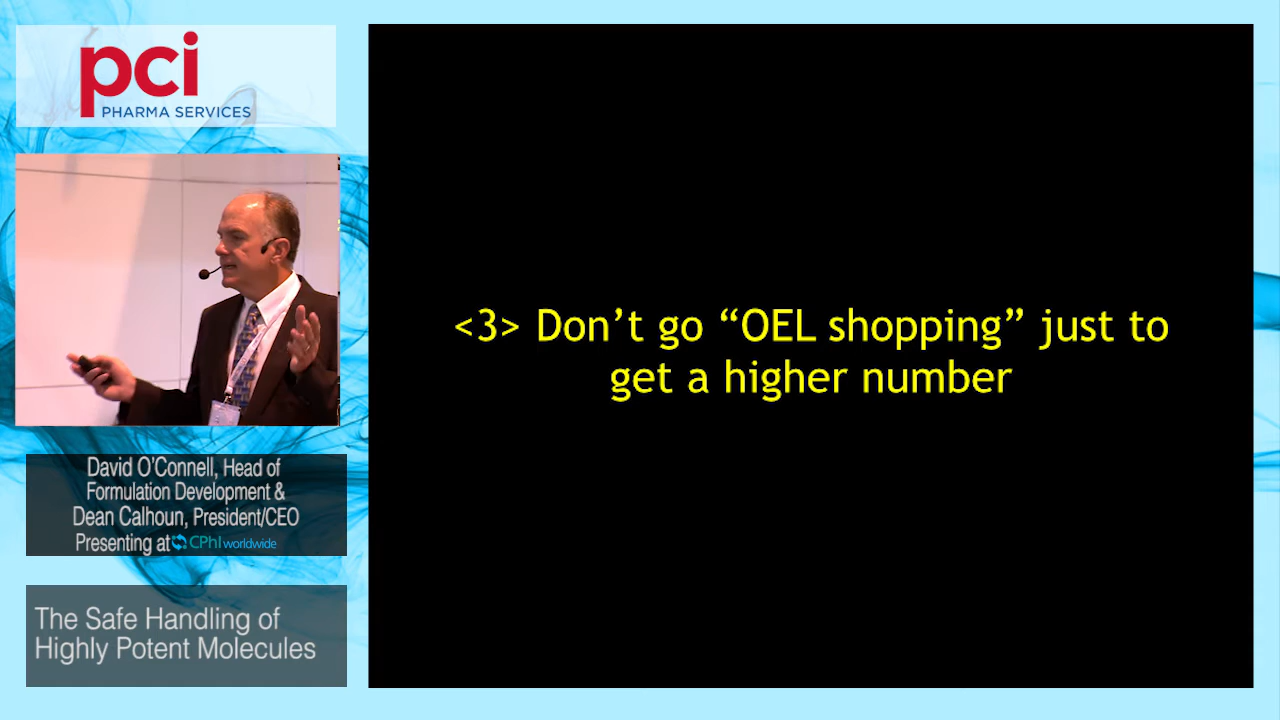 pci
PHARMA SERVICES
David O'Connell, Head of
Formulation Development &
Dean Calhoun, President/CEO
Presenting at CPhI worldwide
The Safe Handling of
Highly Potent Molecules
<3> Don’t go “OEL shopping” just to
get a higher number